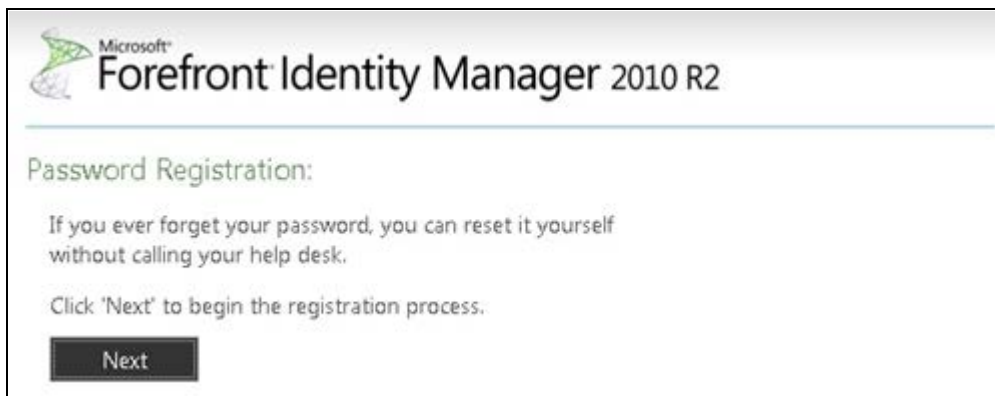 Microsoft®
Forefront® Identity Manager 2010 R2
Password Registration:
If you ever forget your password, you can reset it yourself
without calling your help desk.
Click 'Next' to begin the registration process.
Next